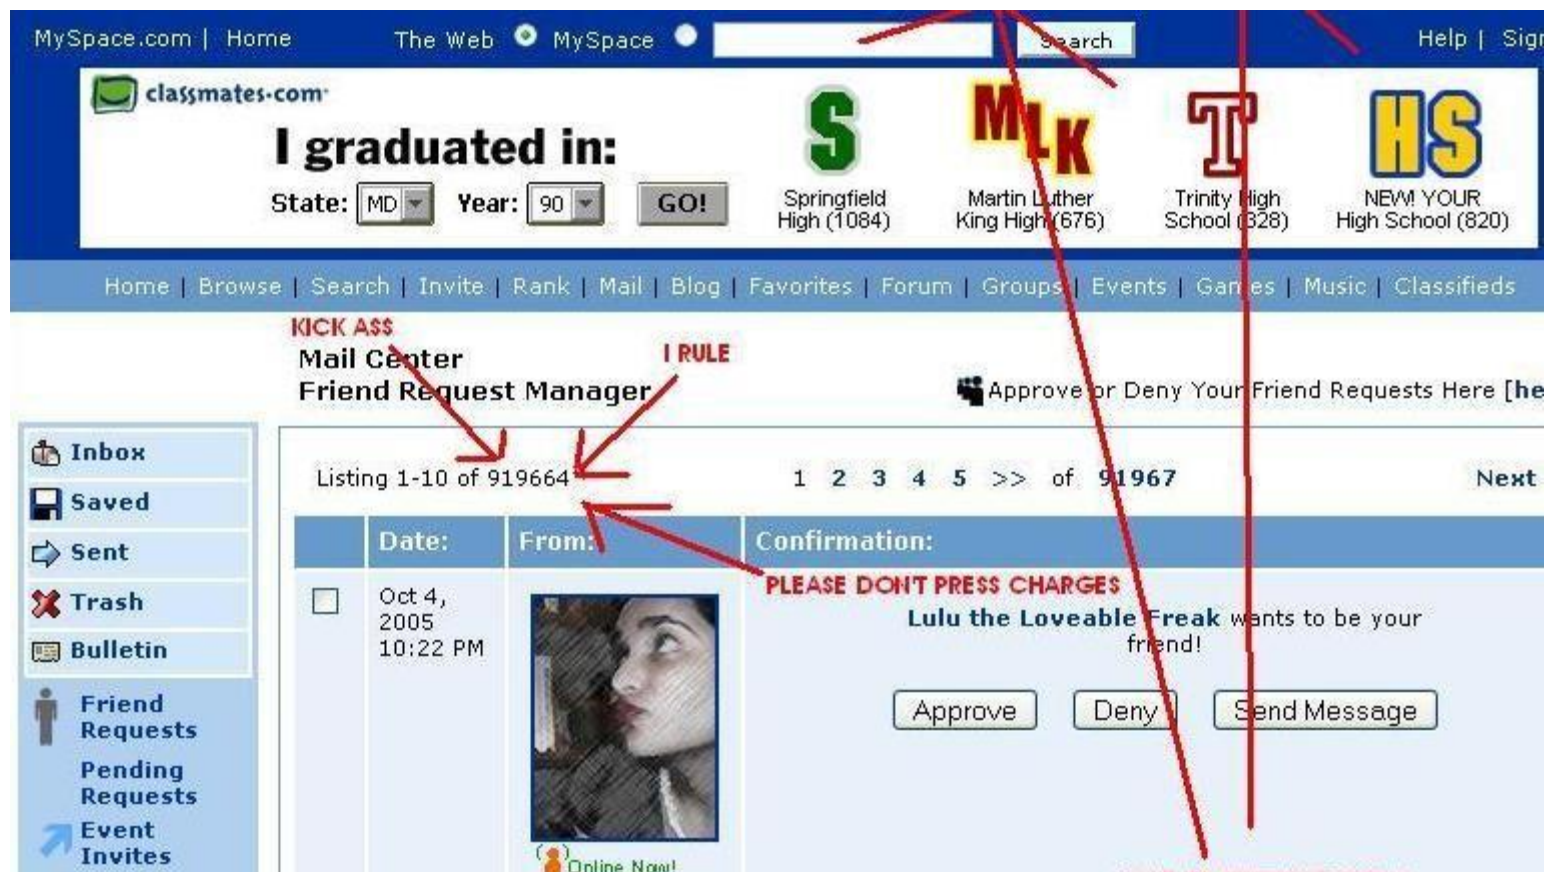 MySpace.com | Home
The Web MySpace
Search
Help |
classmates.com
I graduated in:
State: MD Year: 90 GO!
S
Springfield
High (1084)
MLK
Martin Luther
King High (676)
T
Trinity High
School (328)
HS
NEW! YOUR
High School (820)
Home | Browse | Search | Invite | Rank | Mail | Blog | Favorites | Forum | Groups | Events | Games | Music | Classifieds
KICK ASS
I RULE
Mail Center
Friend Request Manager
Approve or Deny Your Friend Requests Here [he
Inbox
Saved
Sent
Trash
Bulletin
Friend
Requests
Pending
Requests
Event
Invites
Listing 1-10 of 919664
1 2 3 4 5 >> of 91967
Next
Date: From: Confirmation:
PLEASE DONT PRESS CHARGES
Oct 4,
2005
10:22 PM
Online Now!
Lulu the Loveable Freak wants to be your
friend!
Approve Deny Send Message